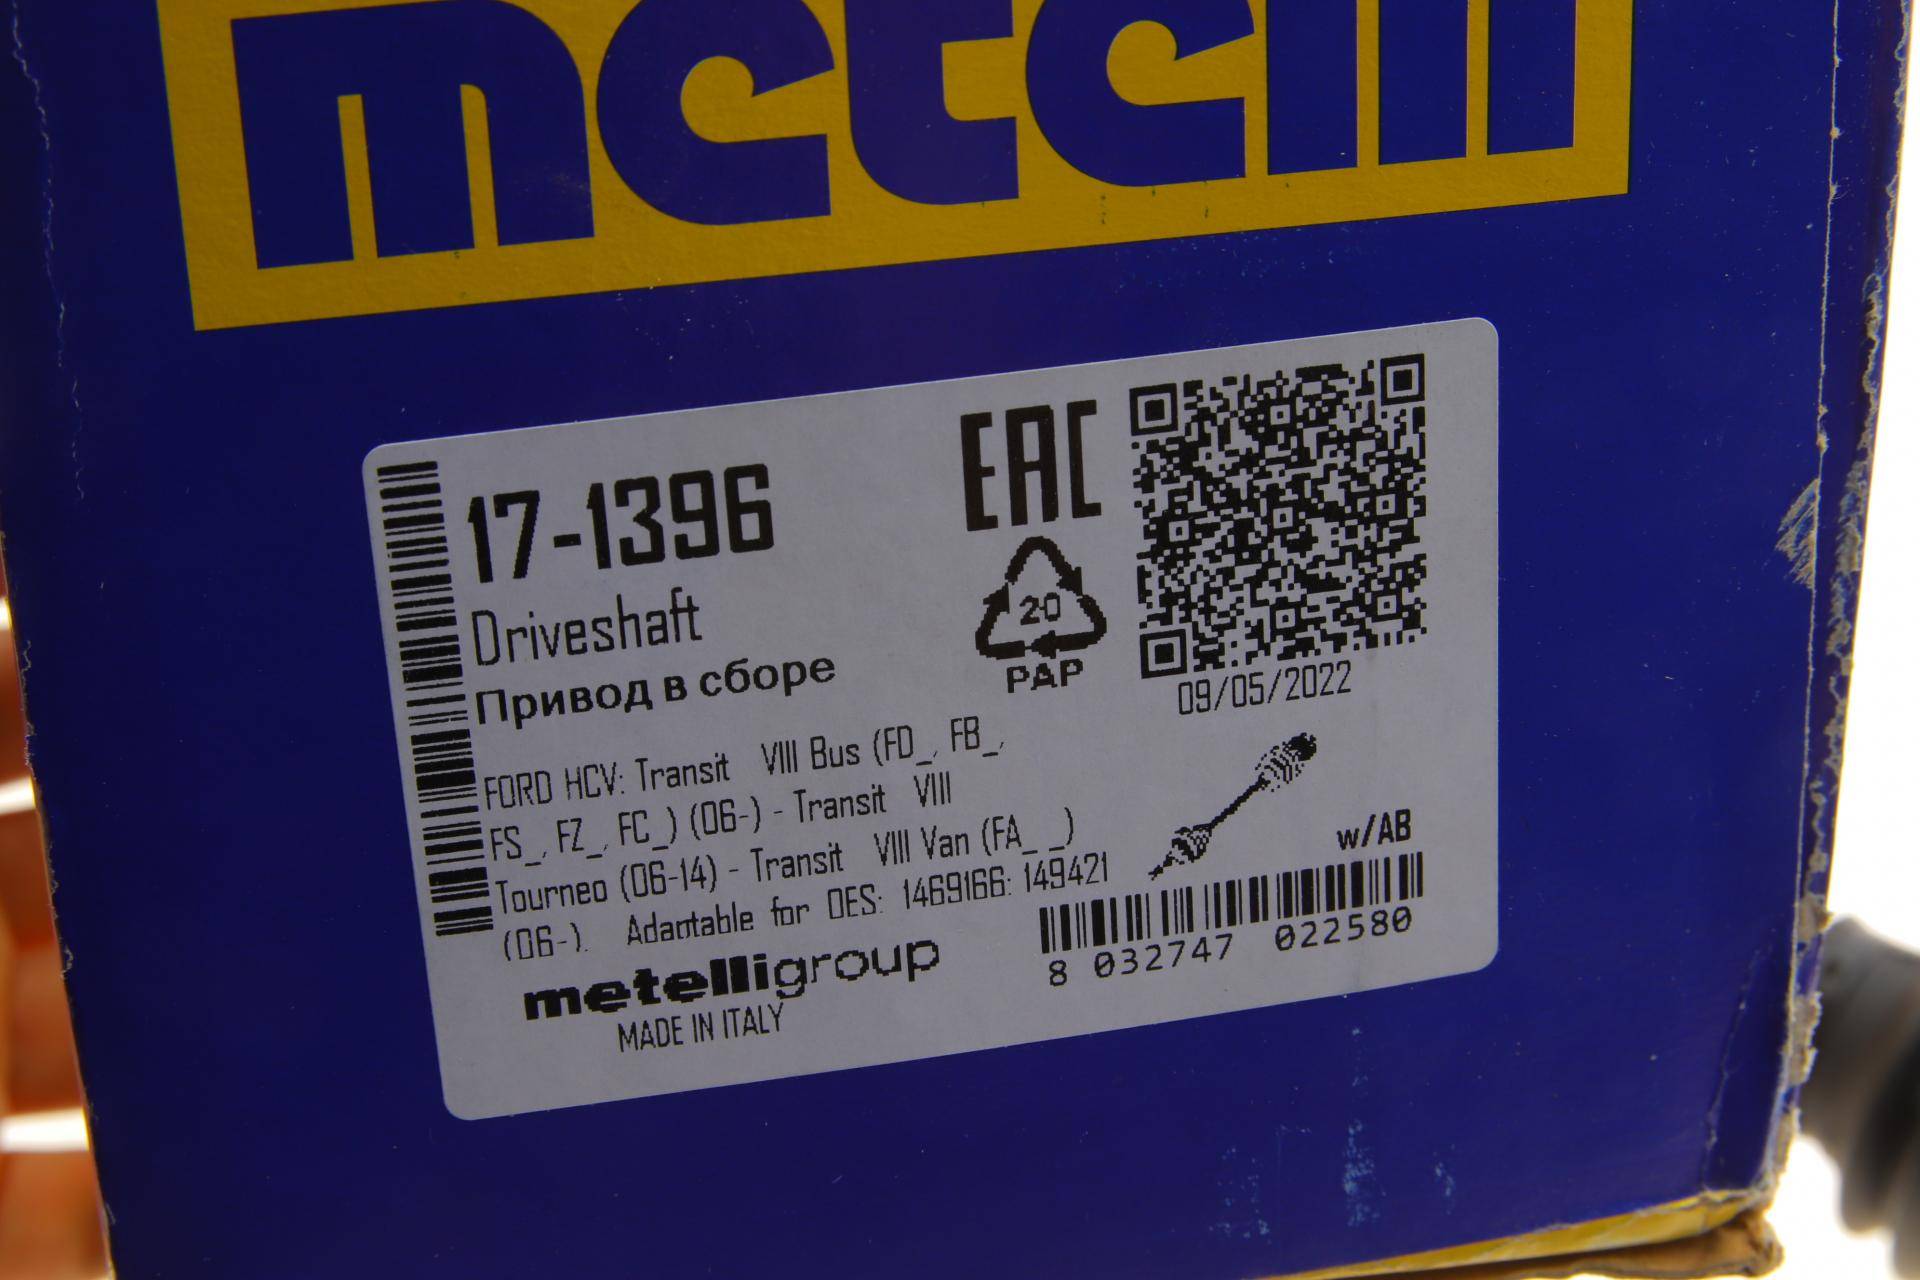 metelli
17-1396
EAC
Driveshaft
20
PAP
Привод в сборе
09/05/2022
FORD HCV: Transit VIII Bus (FD_, FB_,
FS_, FZ_, FC_) (06-) - Transit VIII
Tourneo (06-14) - Transit VIII Van (FA_ _)
(06-). Adaptable for OES: 1469166: 149421
w/AB
8 032747 022580
metelligroup
MADE IN ITALY